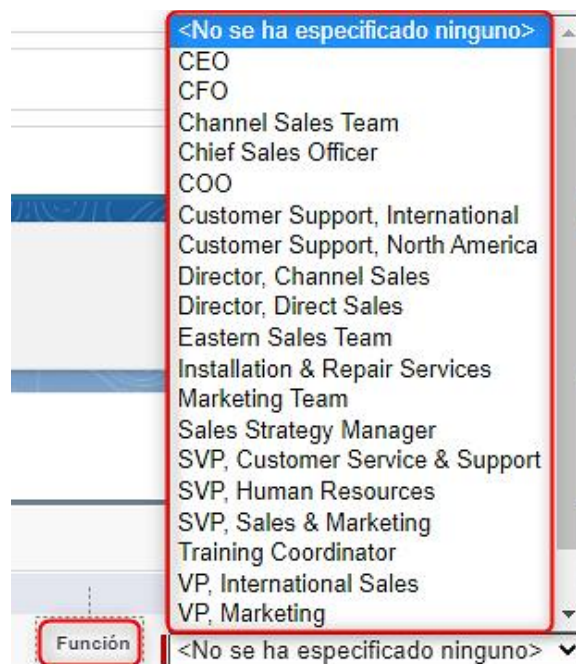 <No se ha especificado ninguno>
CEO
CFO
Channel Sales Team
Chief Sales Officer
COO
Customer Support, International
Customer Support, North America
Director, Channel Sales
Director, Direct Sales
Eastern Sales Team
Installation & Repair Services
Marketing Team
Sales Strategy Manager
SVP, Customer Service & Support
SVP, Human Resources
SVP, Sales & Marketing
Training Coordinator
VP, International Sales
VP, Marketing
Función <No se ha especificado ninguno>